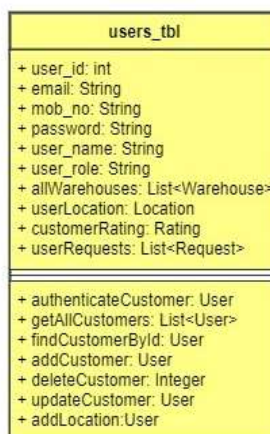 users_tbl
+ user_id: int
+ email: String
+ mob_no: String
+ password: String
+ user_name: String
+ user_role: String
+ allWarehouses: List<Warehouse>
+ userLocation: Location
+ customerRating: Rating
+ userRequests: List<Request>
+ authenticateCustomer: User
+ getAllCustomers: List<User>
+ findCustomerById: User
+ addCustomer: User
+ deleteCustomer: Integer
+ updateCustomer: User
+ addLocation:User